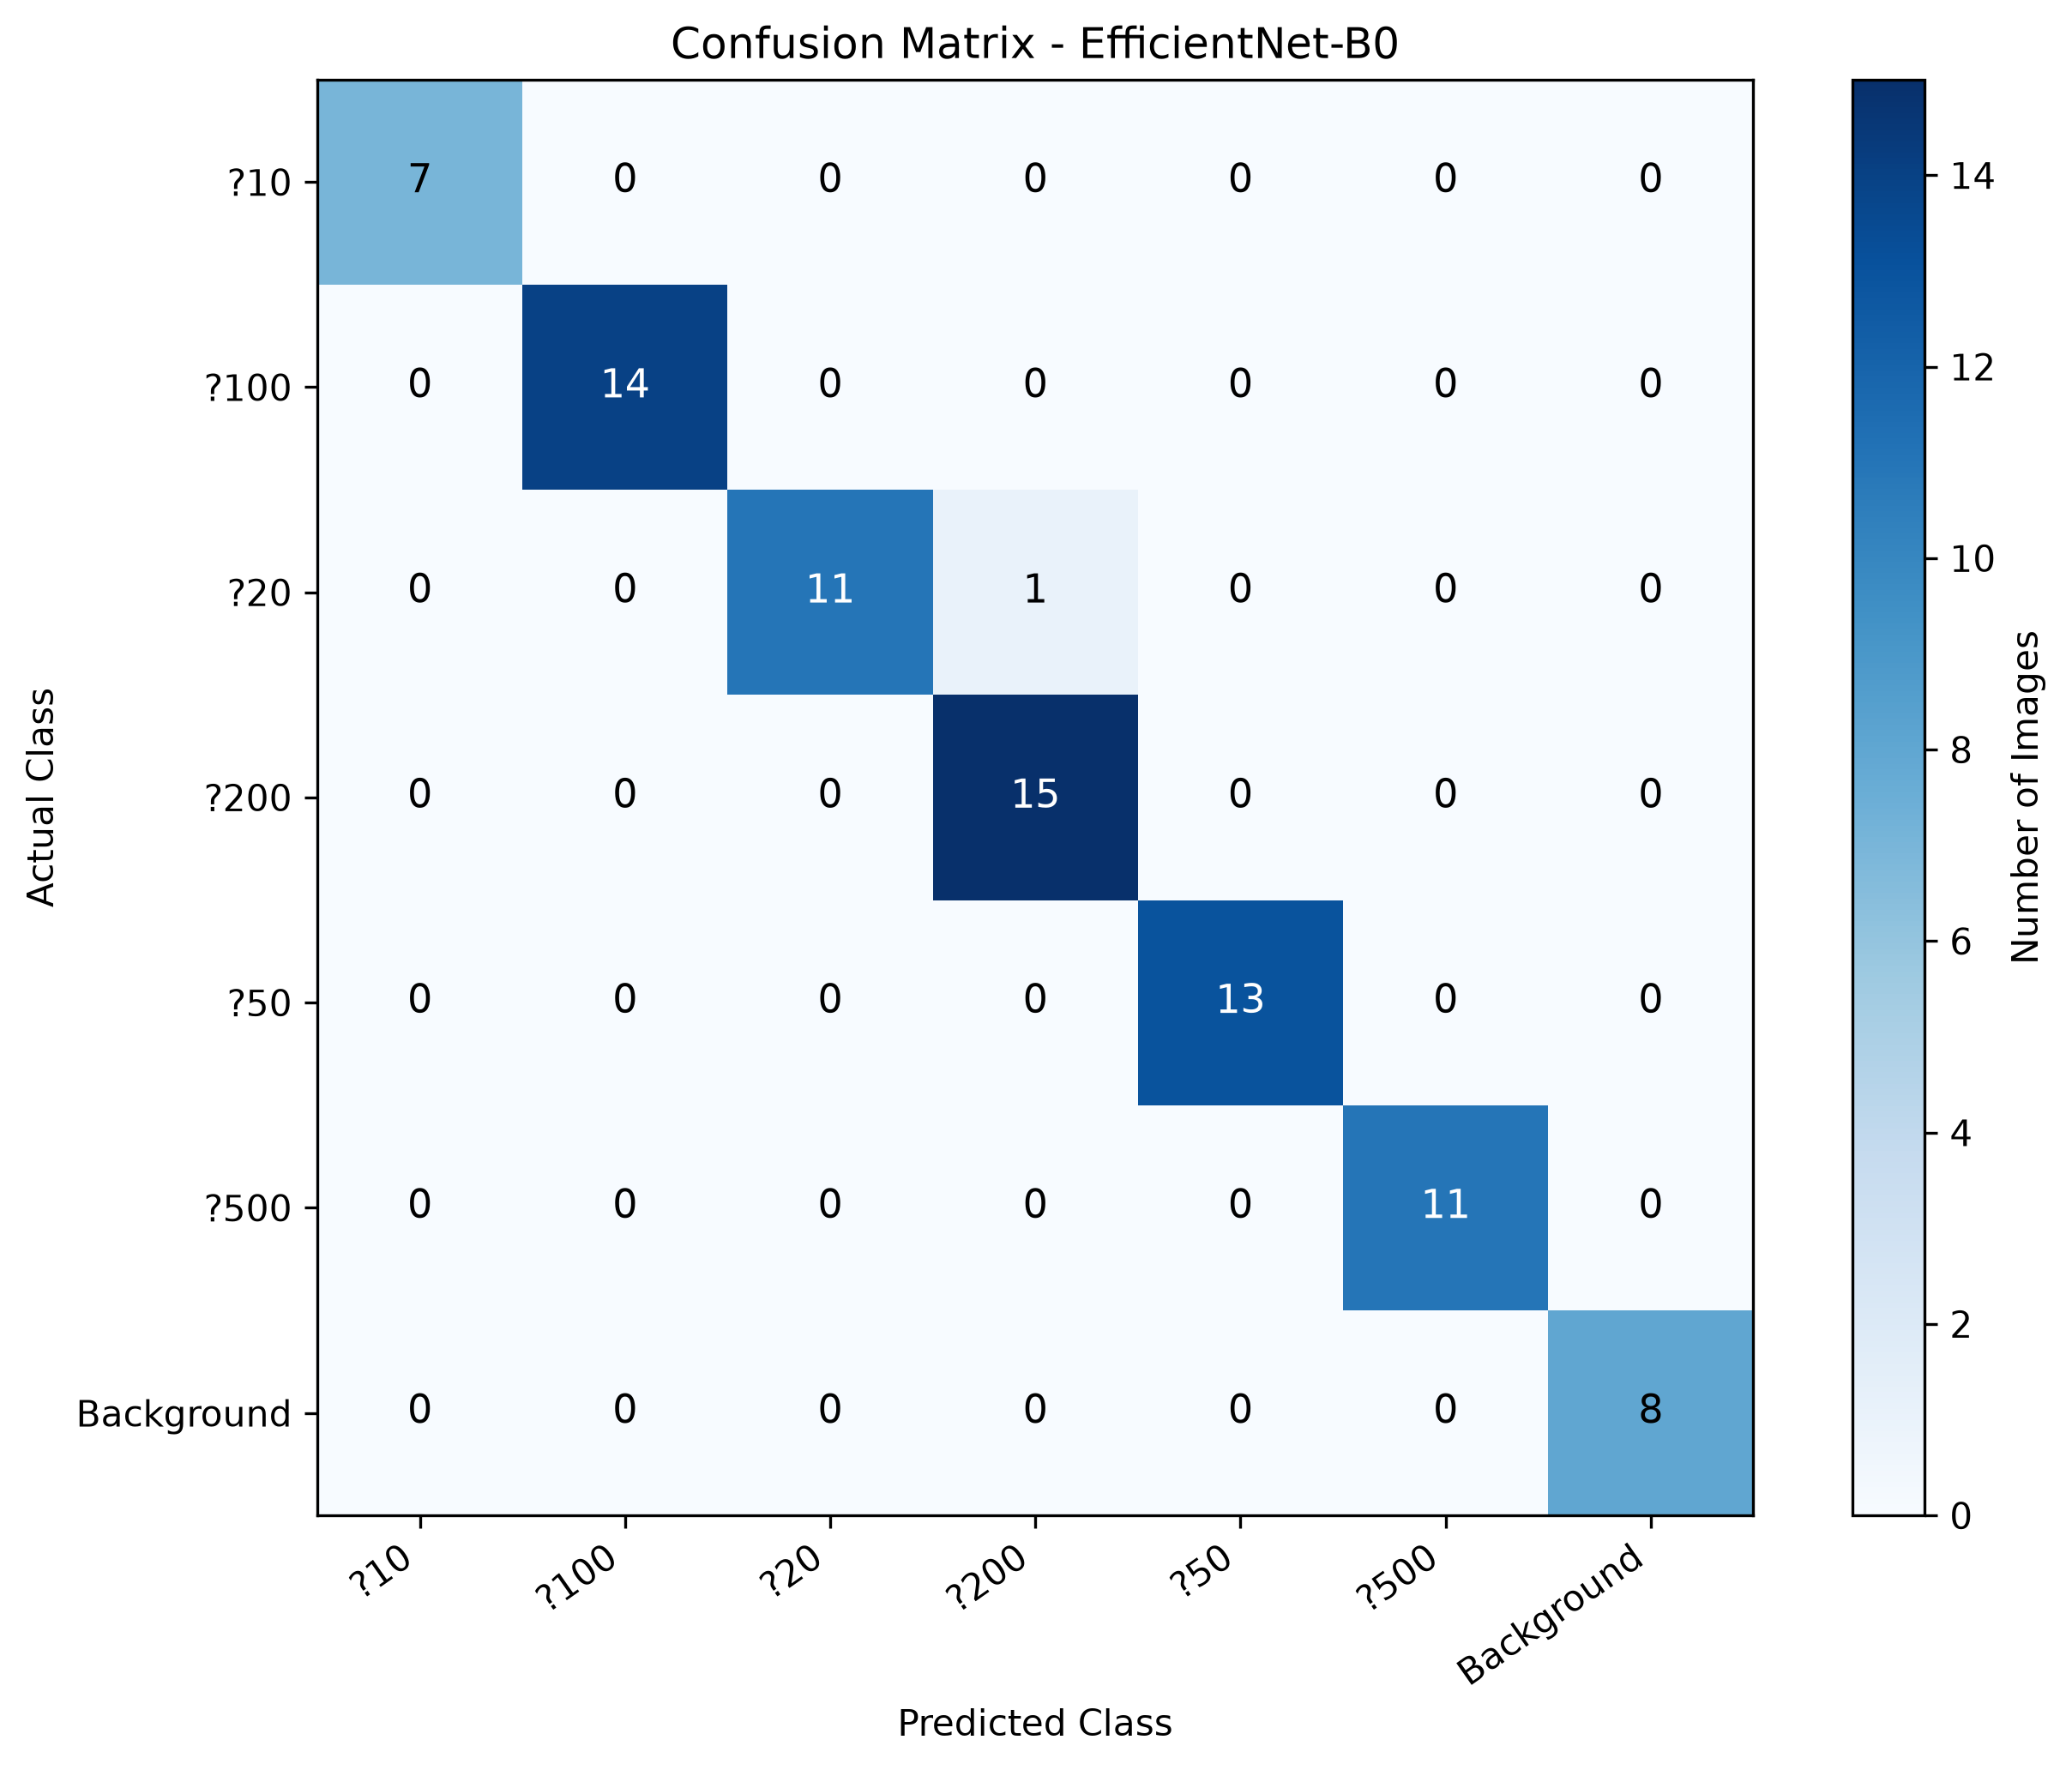 Confusion Matrix - EfficientNet-B0
?10 7 0 0 0 0 0 0
?100 0 14 0 0 0 0 0
?20 0 0 11 1 0 0 0
?200 0 0 0 15 0 0 0
?50 0 0 0 0 13 0 0
?500 0 0 0 0 0 11 0
Background 0 0 0 0 0 0 8
?10 ?100 ?20 ?200 ?50 ?500 Background
Predicted Class
Actual Class
14
12
10
8
6
4
2
0
Number of Images